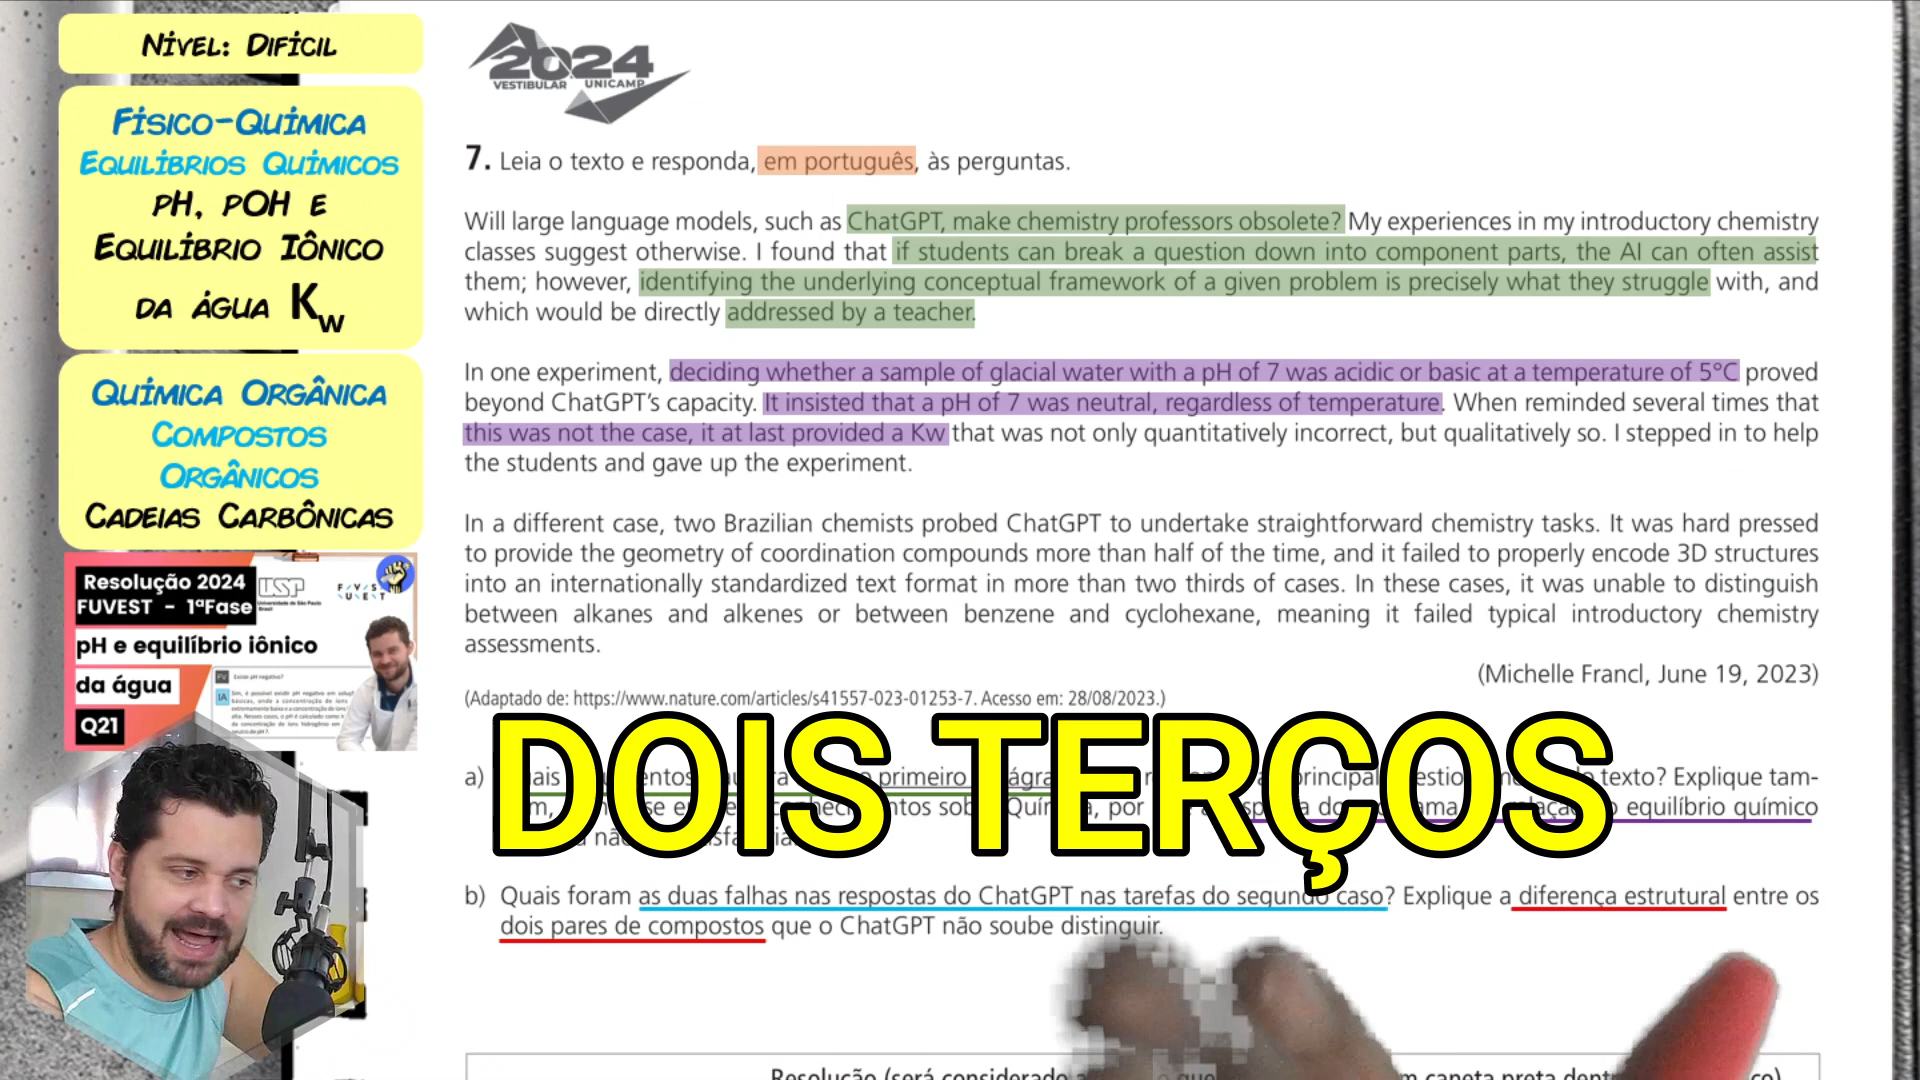 Nível: Difícil
Físico-Química
Equilíbrios Químicos
pH, pOH e
Equilíbrio Iônico
da água Kw
Química Orgânica
Compostos
Orgânicos
Cadeias Carbônicas
Resolução 2024
FUVEST - 1ªFase
USP
pH e equilíbrio iônico
da água
Q21
2024
VESTIBULAR UNICAMP
7. Leia o texto e responda, em português, às perguntas.
Will large language models, such as ChatGPT, make chemistry professors obsolete? My experiences in my introductory chemistry
classes suggest otherwise. I found that if students can break a question down into component parts, the AI can often assist
them; however, identifying the underlying conceptual framework of a given problem is precisely what they struggle with, and
which would be directly addressed by a teacher.
In one experiment, deciding whether a sample of glacial water with a pH of 7 was acidic or basic at a temperature of 5°C proved
beyond ChatGPT’s capacity. It insisted that a pH of 7 was neutral, regardless of temperature. When reminded several times that
this was not the case, it at last provided a Kw that was not only quantitatively incorrect, but qualitatively so. I stepped in to help
the students and gave up the experiment.
In a different case, two Brazilian chemists probed ChatGPT to undertake straightforward chemistry tasks. It was hard pressed
to provide the geometry of coordination compounds more than half of the time, and it failed to properly encode 3D structures
into an internationally standardized text format in more than two thirds of cases. In these cases, it was unable to distinguish
between alkanes and alkenes or between benzene and cyclohexane, meaning it failed typical introductory chemistry
assessments.
(Michelle Francl, June 19, 2023)
(Adaptado de: https://www.nature.com/articles/s41557-023-01253-7. Acesso em: 28/08/2023.)
DOIS TERÇOS
a) primeiro principal texto? Explique tam-
equilíbrio químico
b) Quais foram as duas falhas nas respostas do ChatGPT nas tarefas do segundo caso? Explique a diferença estrutural entre os
dois pares de compostos que o ChatGPT não soube distinguir.
Resolução (será considerado